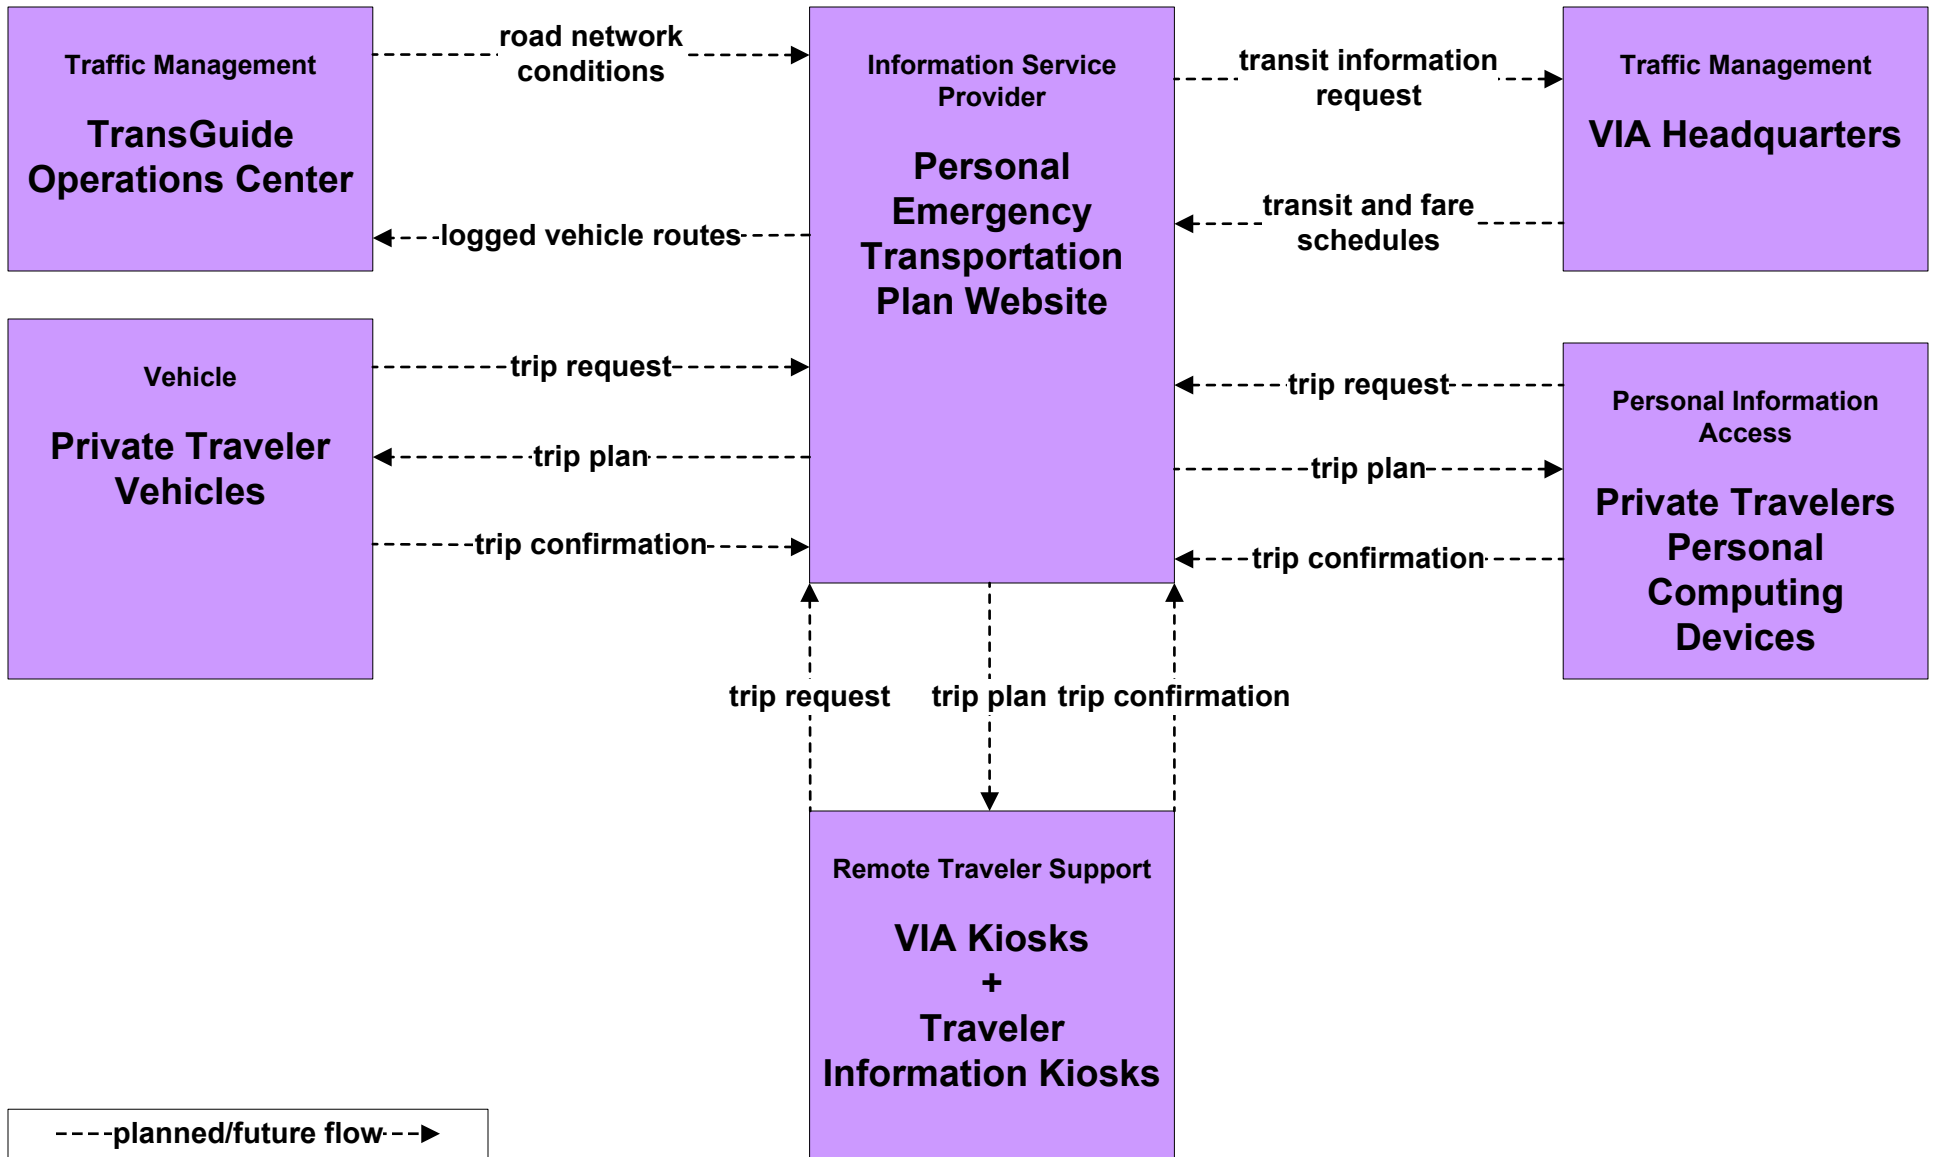 Traffic Management
TransGuide
Operations Center
road network
conditions
logged vehicle routes
Information Service
Provider
Personal
Emergency
Transportation
Plan Website
transit information
request
transit and fare
schedules
Traffic Management
VIA Headquarters
Vehicle
Private Traveler
Vehicles
trip request
trip plan
trip confirmation
trip request
trip plan
trip confirmation
Personal Information
Access
Private Travelers
Personal
Computing
Devices
trip request
trip plan
trip confirmation
Remote Traveler Support
VIA Kiosks
+
Traveler
Information Kiosks
planned/future flow